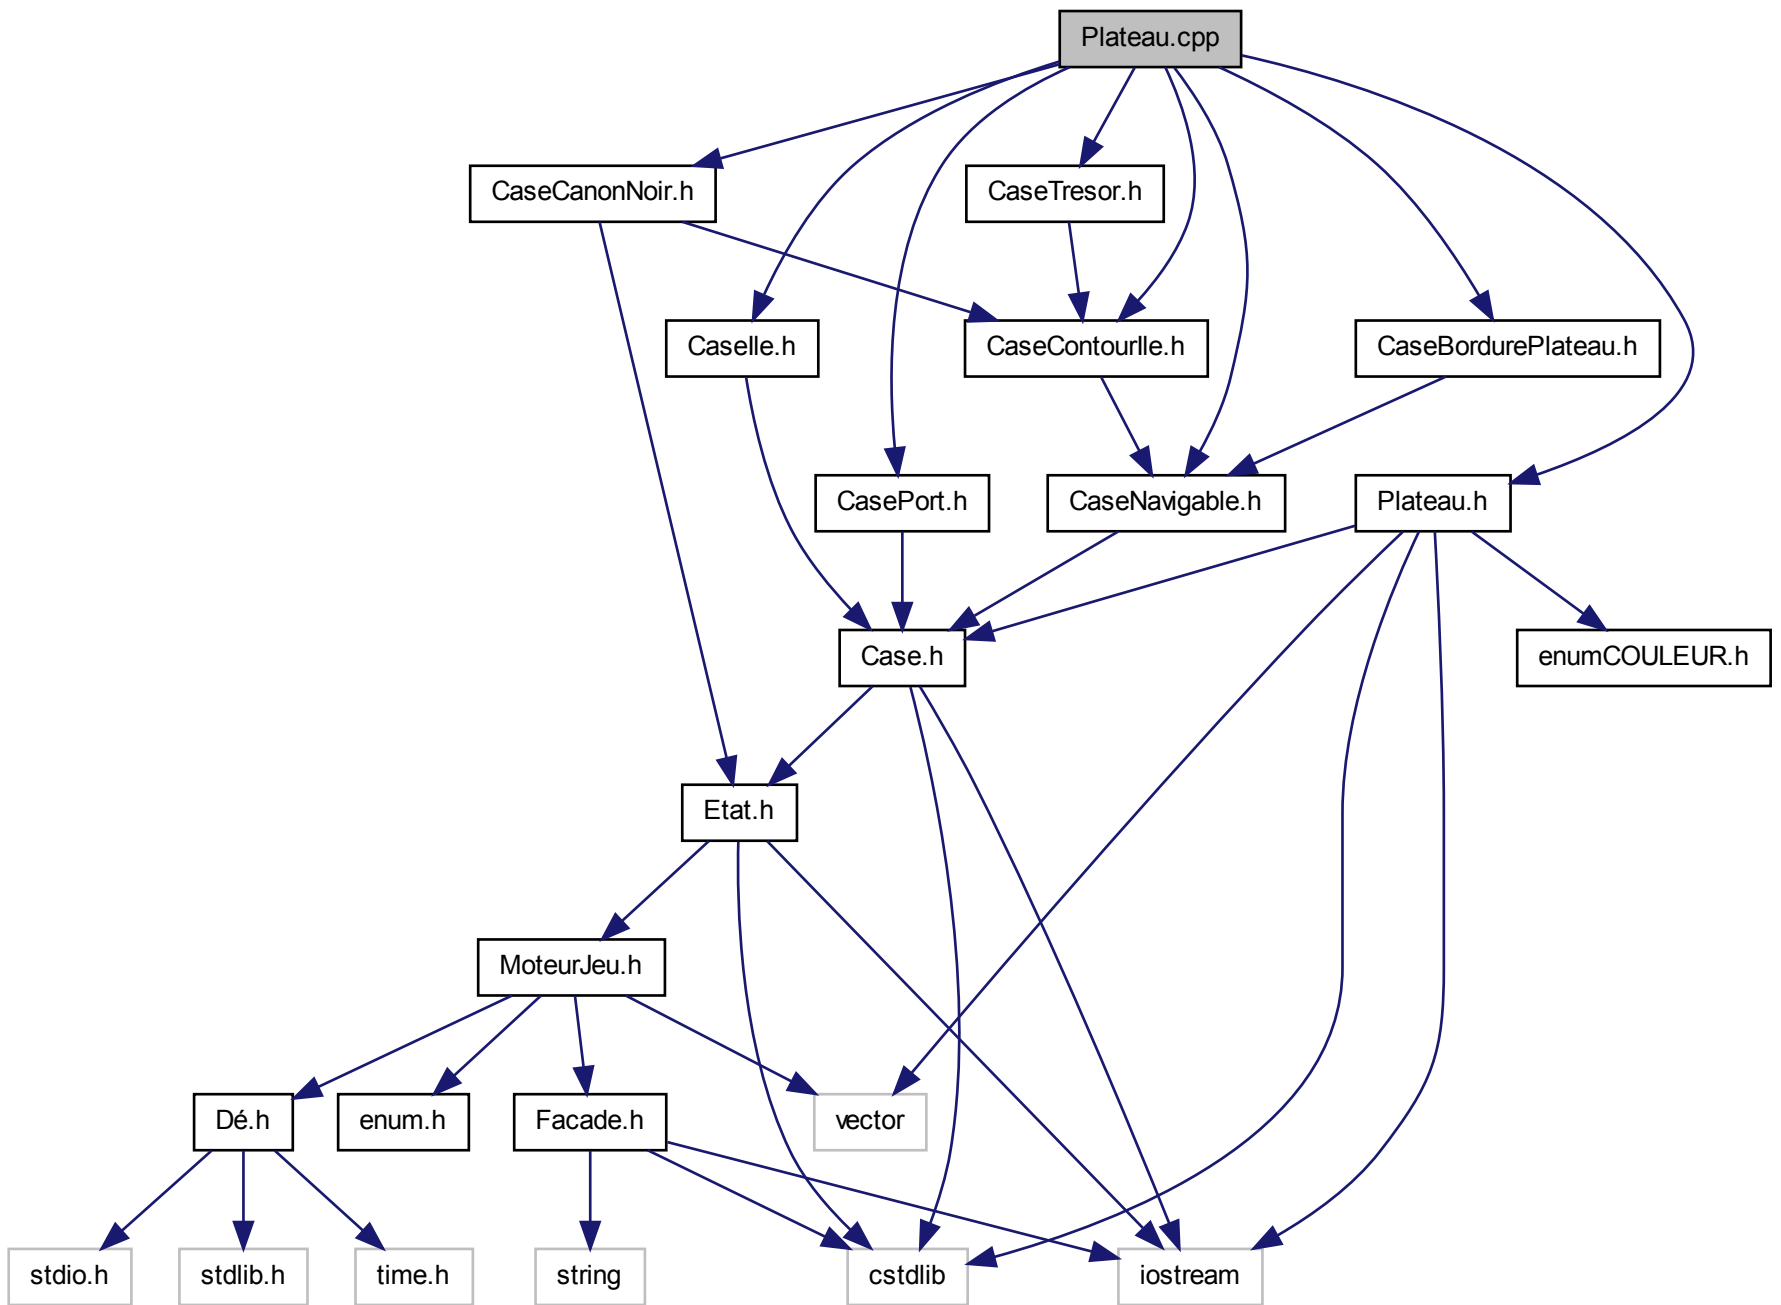 Plateau.cpp
CaseCanonNoir.h
CaseTresor.h
CaseIle.h
CaseContourIle.h
CaseBordurePlateau.h
CasePort.h
CaseNavigable.h
Plateau.h
Case.h
enumCOULEUR.h
Etat.h
MoteurJeu.h
Dé.h
enum.h
Facade.h
vector
stdio.h
stdlib.h
time.h
string
cstdlib
iostream